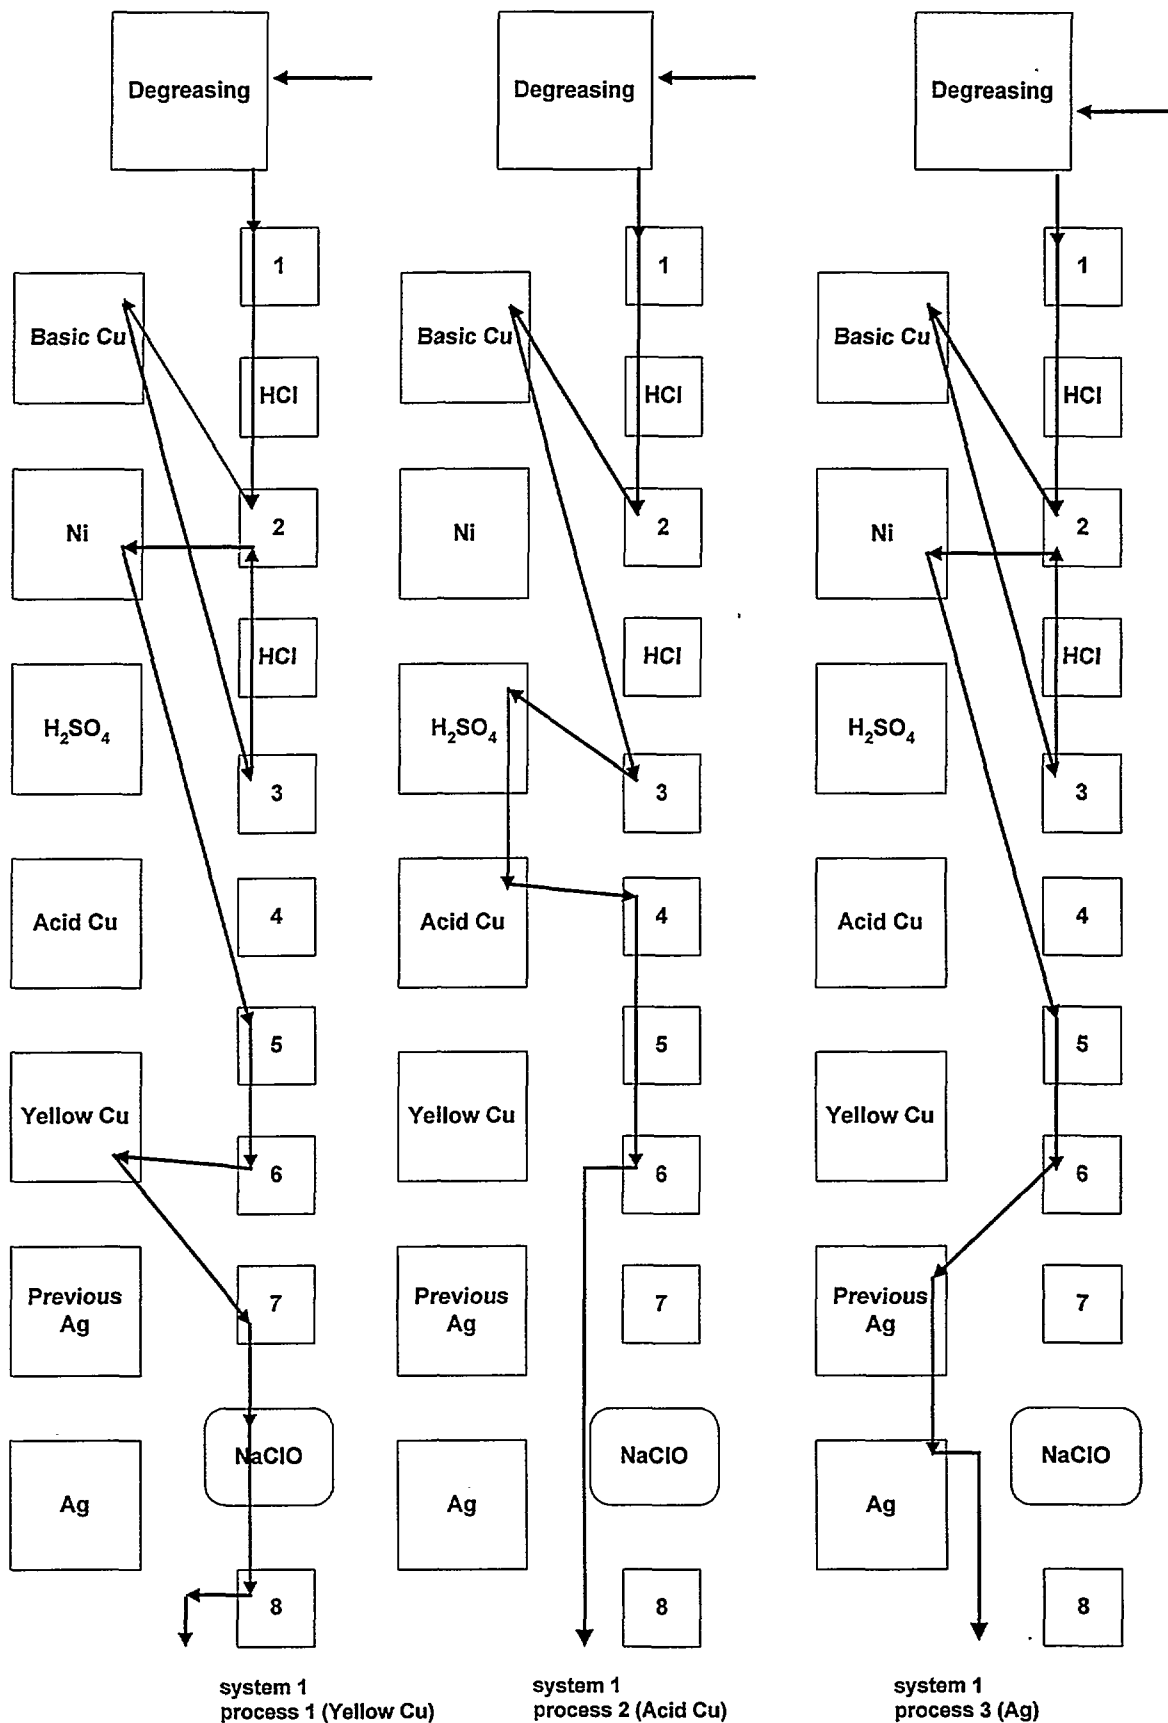 Degreasing
1
Basic Cu
HCl
Ni
2
HCl
H₂SO₄
3
Acid Cu
4
5
Yellow Cu
6
Previous
Ag
7
NaClO
Ag
8
system 1
process 1 (Yellow Cu)
Degreasing
1
Basic Cu
HCl
Ni
2
HCl
H₂SO₄
3
Acid Cu
4
5
Yellow Cu
6
Previous
Ag
7
NaClO
Ag
8
system 1
process 2 (Acid Cu)
Degreasing
1
Basic Cu
HCl
Ni
2
HCl
H₂SO₄
3
Acid Cu
4
5
Yellow Cu
6
Previous
Ag
7
NaClO
Ag
8
system 1
process 3 (Ag)